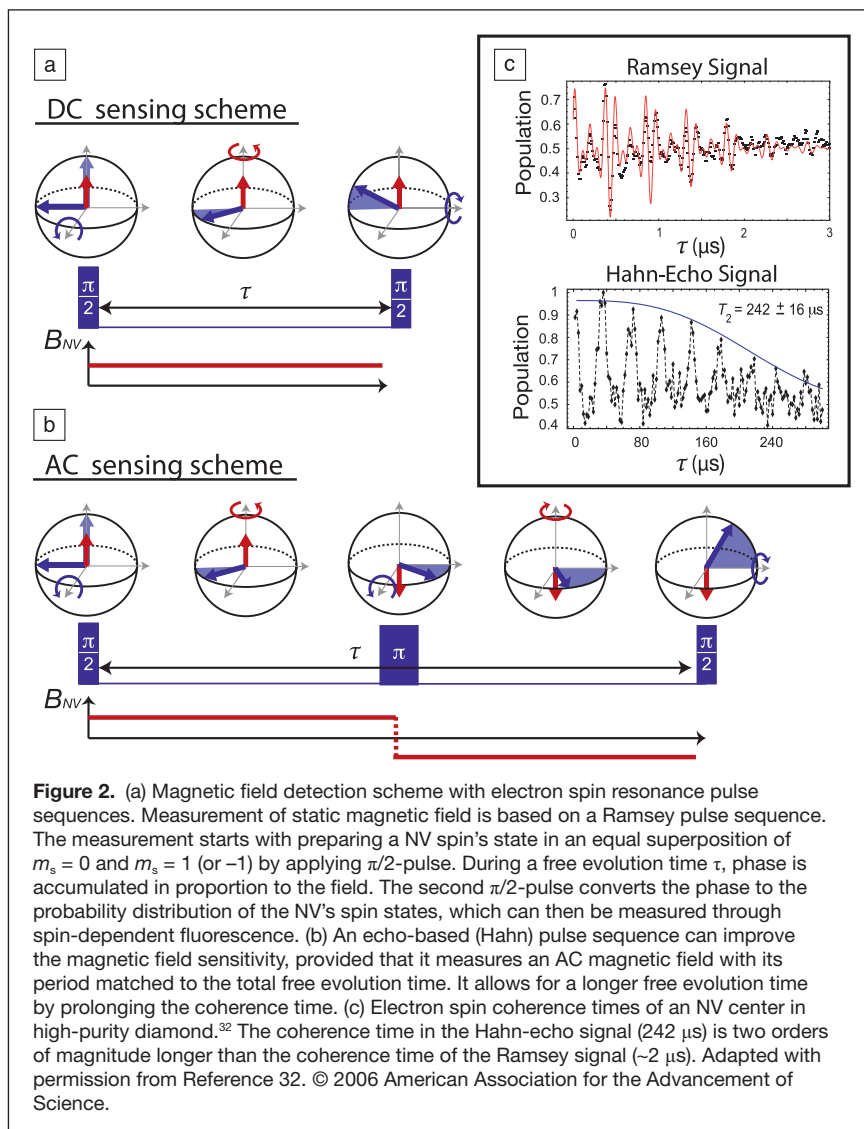 a
DC sensing scheme
π/2 τ π/2
B_NV
b
AC sensing scheme
π/2 τ π π/2
B_NV
c
Ramsey Signal
Population
0.7
0.6
0.5
0.4
0.3
0 1 2 3
τ (μs)
Hahn-Echo Signal
Population
1
0.9
0.8
0.7
0.6
0.5
0.4
T₂ = 242 ± 16 μs
0 80 160 240
τ (μs)
Figure 2. (a) Magnetic field detection scheme with electron spin resonance pulse
sequences. Measurement of static magnetic field is based on a Ramsey pulse sequence.
The measurement starts with preparing a NV spin's state in an equal superposition of
mₛ = 0 and mₛ = 1 (or –1) by applying π/2-pulse. During a free evolution time τ, phase is
accumulated in proportion to the field. The second π/2-pulse converts the phase to the
probability distribution of the NV's spin states, which can then be measured through
spin-dependent fluorescence. (b) An echo-based (Hahn) pulse sequence can improve
the magnetic field sensitivity, provided that it measures an AC magnetic field with its
period matched to the total free evolution time. It allows for a longer free evolution time
by prolonging the coherence time. (c) Electron spin coherence times of an NV center in
high-purity diamond.³² The coherence time in the Hahn-echo signal (242 μs) is two orders
of magnitude longer than the coherence time of the Ramsey signal (~2 μs). Adapted with
permission from Reference 32. © 2006 American Association for the Advancement of
Science.